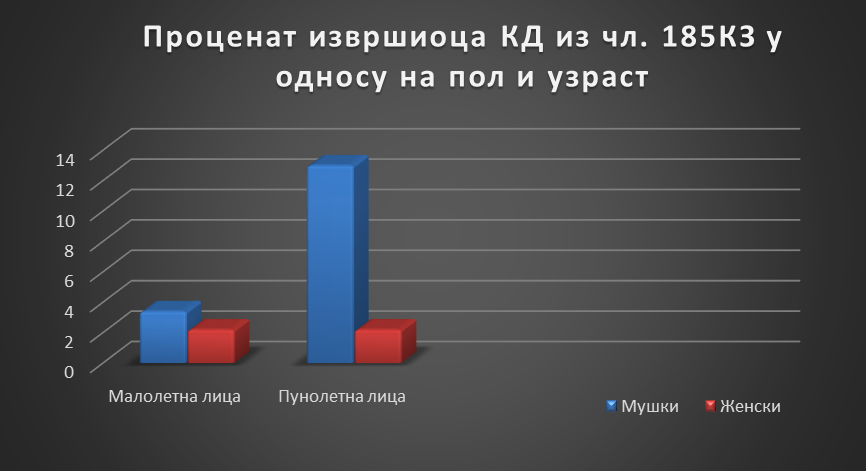 Проценат извршиоца КД из чл. 185КЗ у
односу на пол и узраст
14
12
10
8
6
4
2
0
Малолетна лица
Пунолетна лица
Мушки
Женски